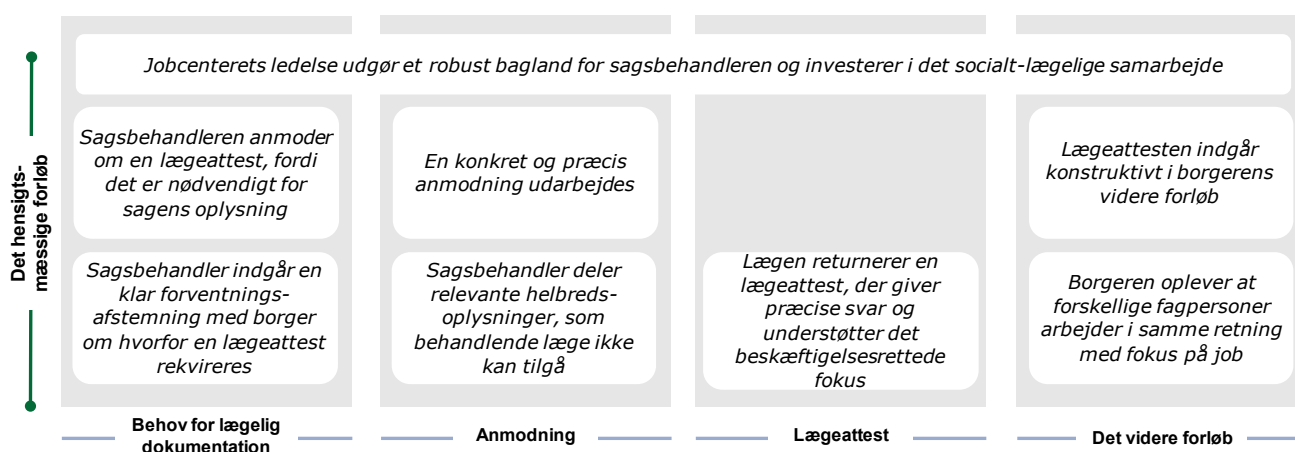 Jobcenterets ledelse udgør et robust bagland for sagsbehandleren og investerer i det socialt-lægelige samarbejde
Det hensigts-
mæssige forløb
Sagsbehandleren anmoder
om en lægeattest, fordi
det er nødvendigt for
sagens oplysning
Sagsbehandler indgår en
klar forventnings-
afstemning med borger
om hvorfor en lægeattest
rekvireres
Behov for lægelig
dokumentation
En konkret og præcis
anmodning udarbejdes
Sagsbehandler deler
relevante helbreds-
oplysninger, som
behandlende læge ikke
kan tilgå
Anmodning
Lægen returnerer en
lægeattest, der giver
præcise svar og
understøtter det
beskæftigelsesrettede
fokus
Lægeattest
Lægeattesten indgår
konstruktivt i borgerens
videre forløb
Borgeren oplever at
forskellige fagpersoner
arbejder i samme retning
med fokus på job
Det videre forløb